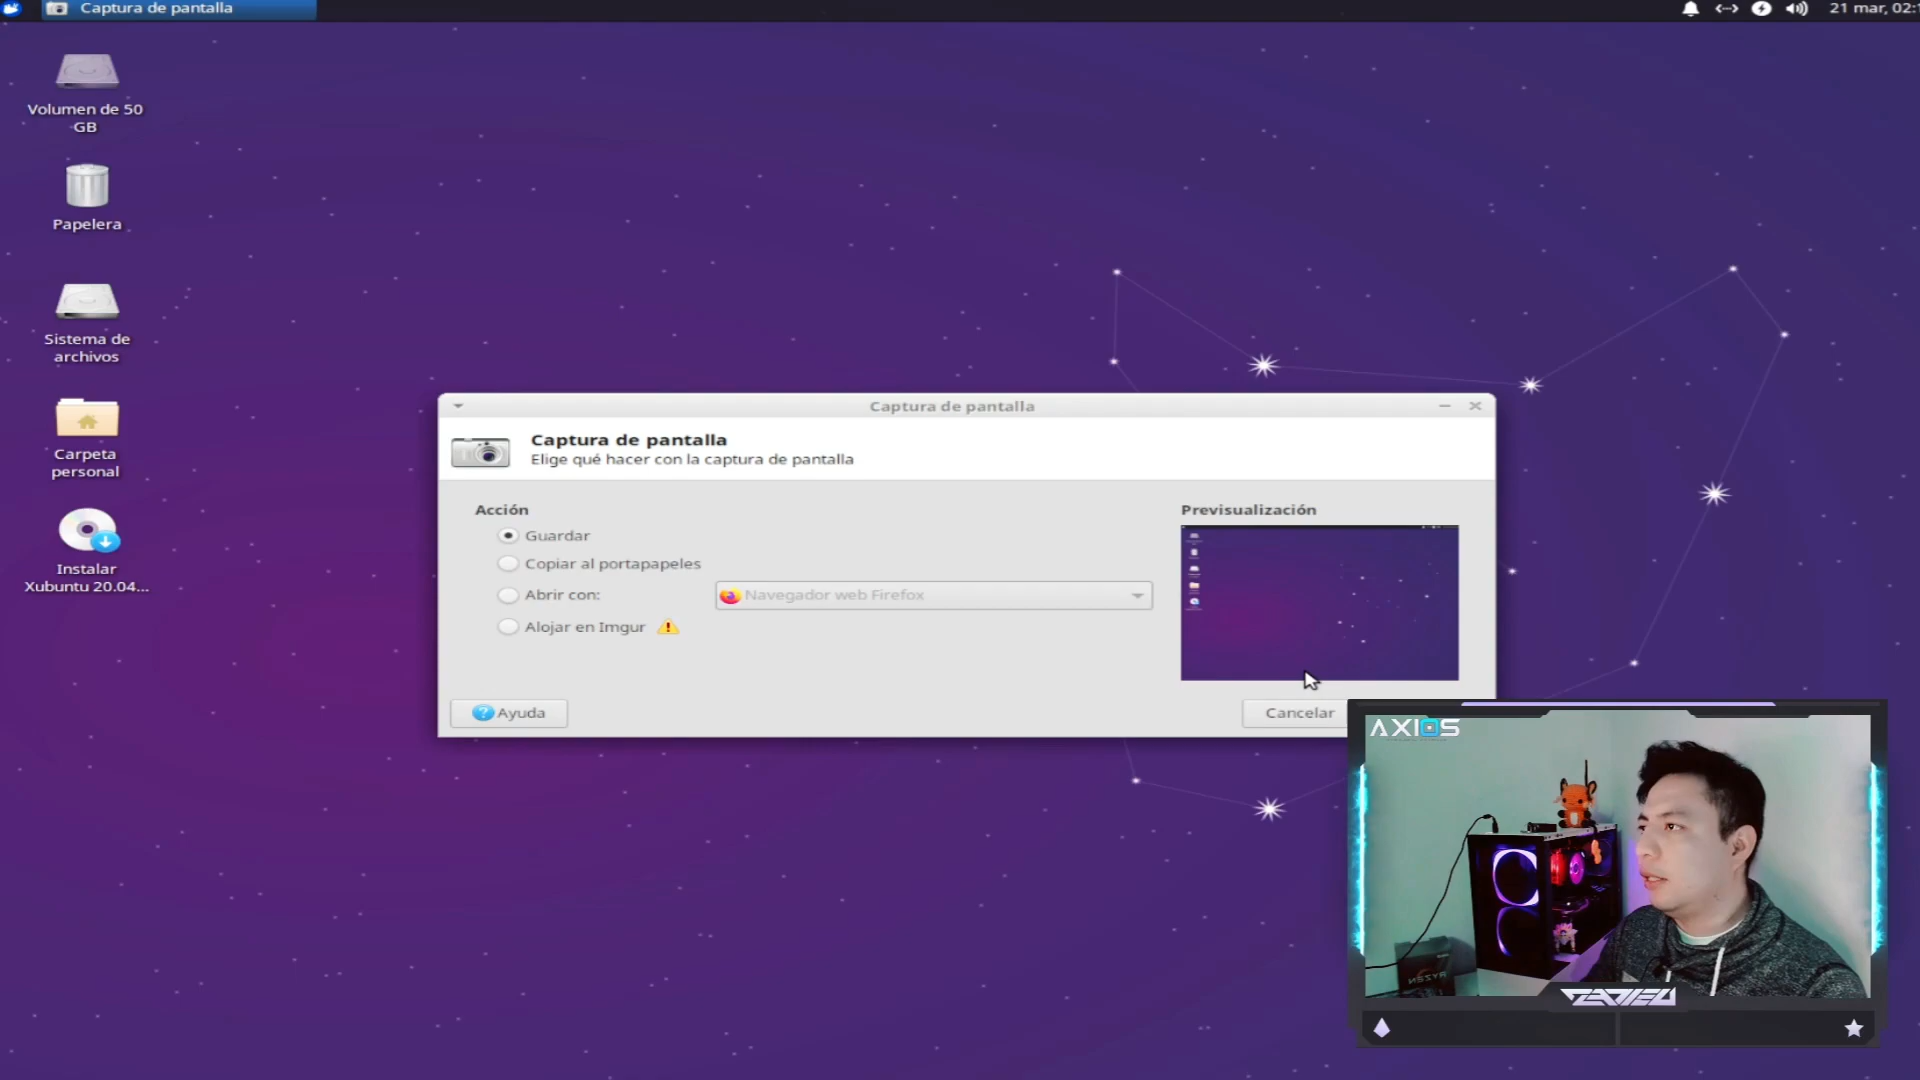 Captura de pantalla
21 mar, 02:1
Volumen de 50
GB
Papelera
Sistema de
archivos
Carpeta
personal
Instalar
Xubuntu 20.04...
Captura de pantalla
Captura de pantalla
Elige qué hacer con la captura de pantalla
Acción
Guardar
Copiar al portapapeles
Abrir con:
Navegador web Firefox
Alojar en Imgur
Previsualización
Ayuda
Cancelar
AXIOS
RYZEN